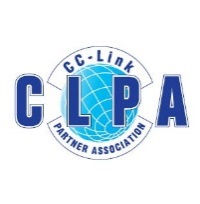 CC-Link
CLPA
PARTNER ASSOCIATION